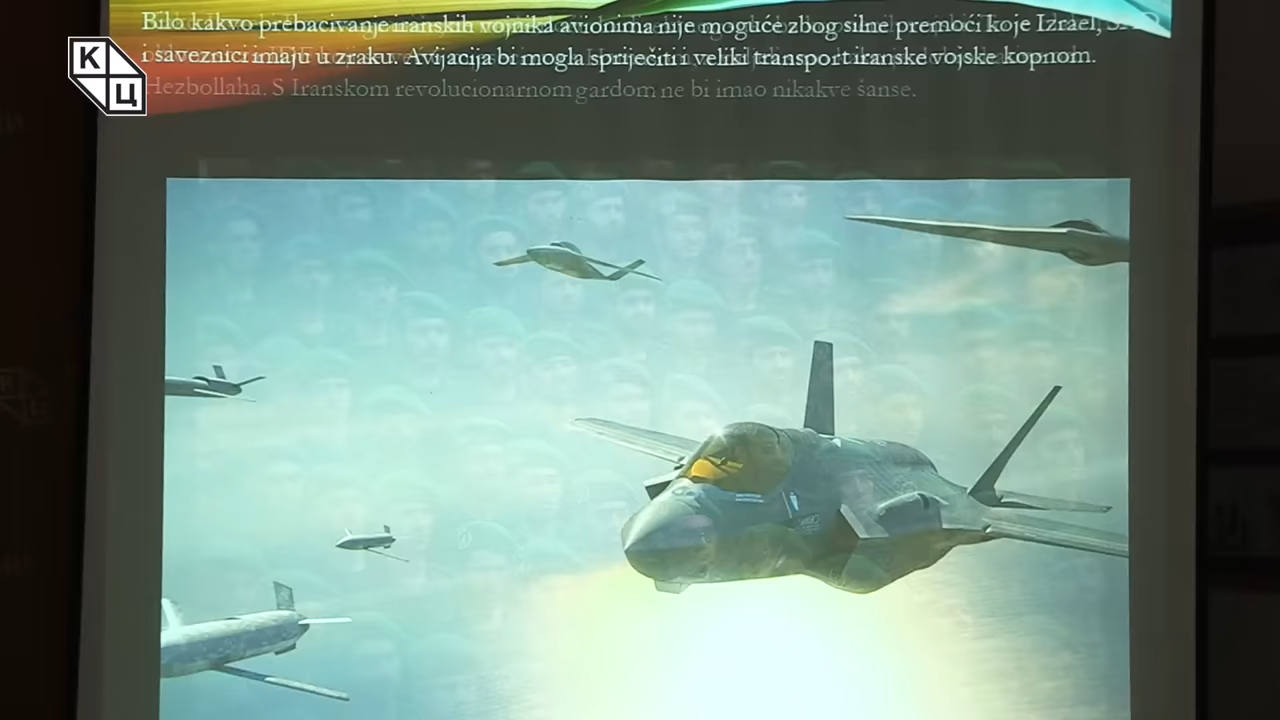 Bilo kakvo prebacivanje iranskih vojnika avionima nije moguće zbog silne premoći koje Izrael,
КЦ
i saveznici imaju u zraku. Avijacija bi mogla spriječiti i veliki transport iranske vojske kopnom.
Hezbollaha. S Iranskom revolucionarnom gardom ne bi imao nikakve šanse.